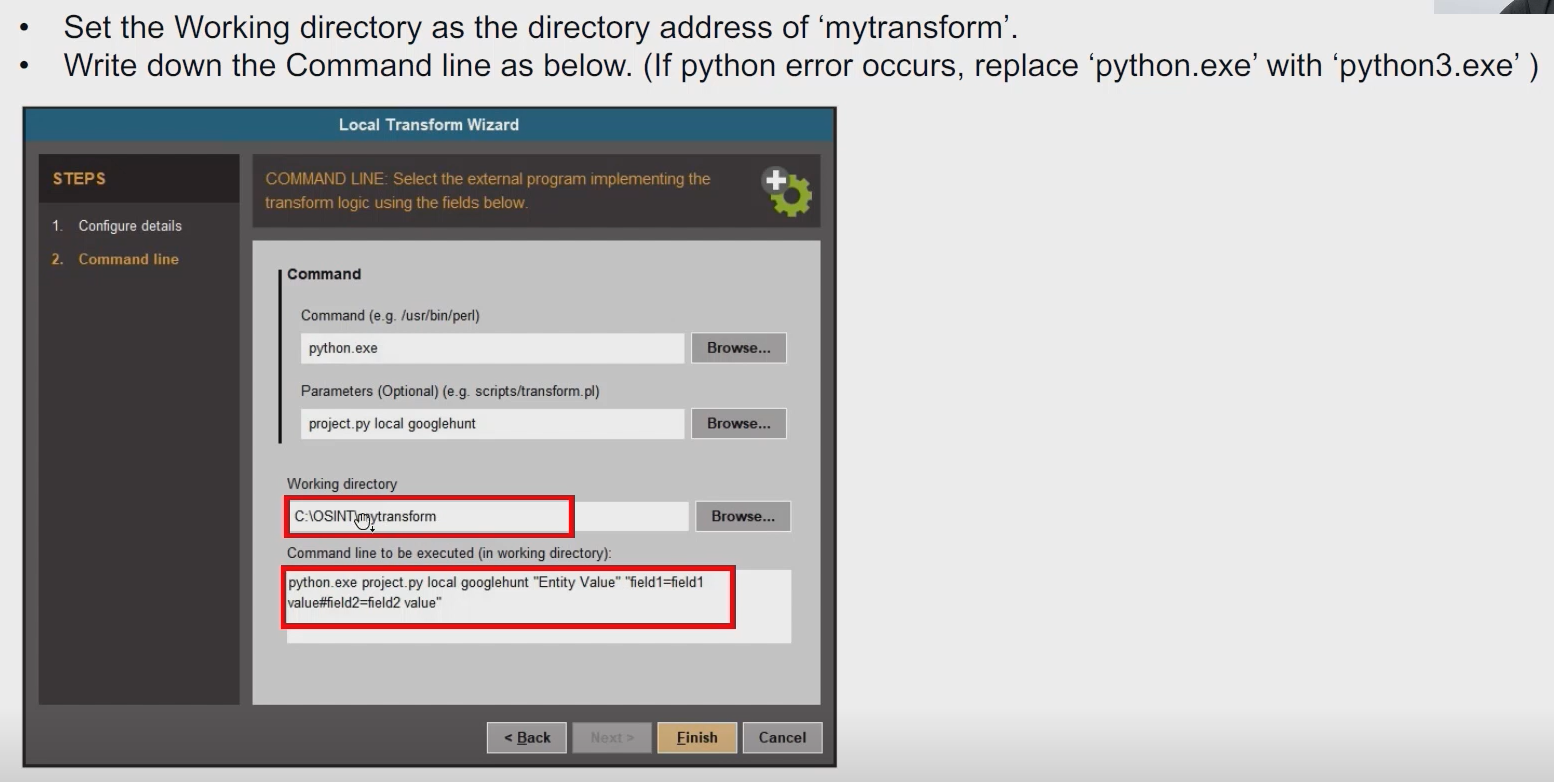 • Set the Working directory as the directory address of ‘mytransform’.
• Write down the Command line as below. (If python error occurs, replace ‘python.exe’ with ‘python3.exe’ )
Local Transform Wizard
STEPS
1. Configure details
2. Command line
COMMAND LINE: Select the external program implementing the
transform logic using the fields below.
Command
Command (e.g. /usr/bin/perl)
python.exe
Browse...
Parameters (Optional) (e.g. scripts/transform.pl)
project.py local googlehunt
Browse...
Working directory
C:\OSINT\mytransform
Browse...
Command line to be executed (in working directory):
python.exe project.py local googlehunt "Entity Value" "field1=field1
value#field2=field2 value"
< Back
Next >
Finish
Cancel